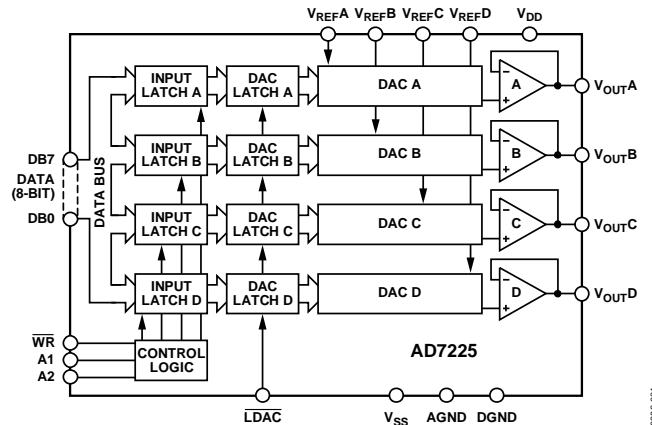 VREFA VREFB VREFC VREFD VDD
INPUT LATCH A
DAC LATCH A
DAC A
A
VOUTA
INPUT LATCH B
DAC LATCH B
DAC B
B
VOUTB
INPUT LATCH C
DAC LATCH C
DAC C
C
VOUTC
INPUT LATCH D
DAC LATCH D
DAC D
D
VOUTD
DB7
DATA
(8-BIT)
DB0
DATA BUS
WR
A1
A2
CONTROL
LOGIC
AD7225
LDAC
VSS
AGND
DGND